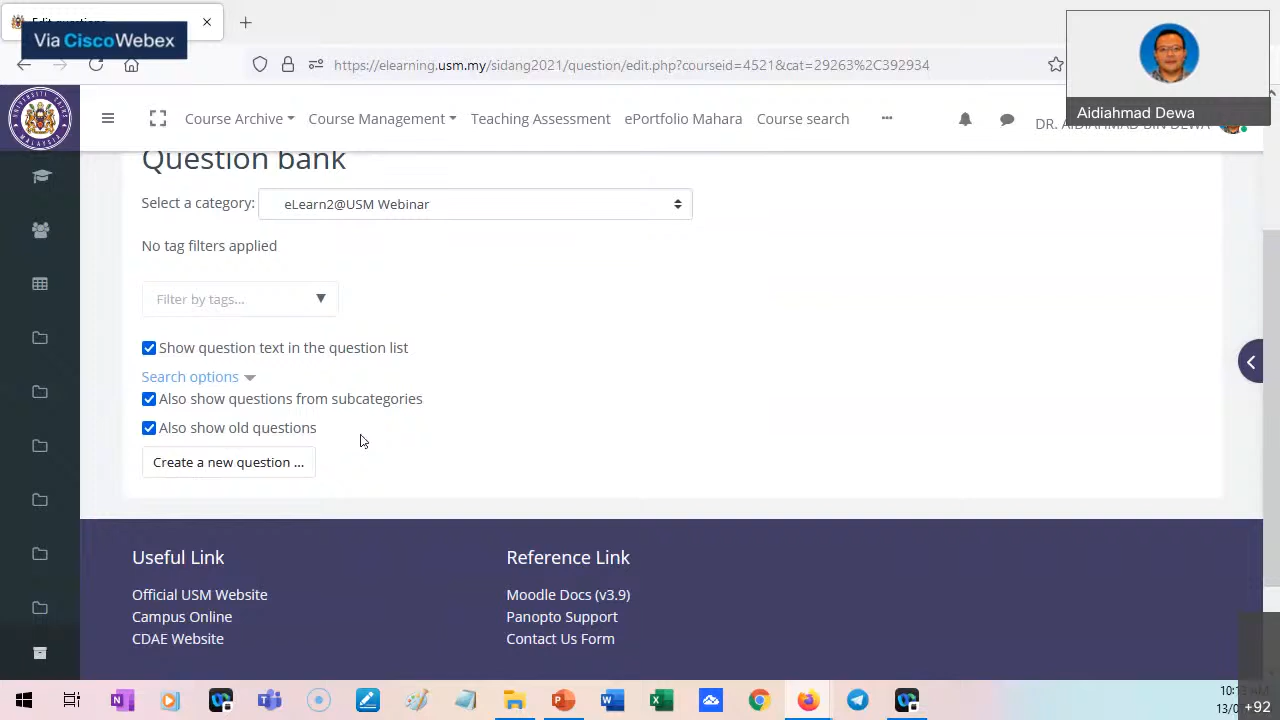 Via CiscoWebex
https://elearning.usm.my/sidang2021/question/edit.php?courseid=4521&cat=29263%2C392934
Aidiahmad Dewa
Course Archive
Course Management
Teaching Assessment
ePortfolio Mahara
Course search
DR. AIDIAHMAD BIN DEWA
Question bank
Select a category:
eLearn2@USM Webinar
No tag filters applied
Filter by tags...
Show question text in the question list
Search options
Also show questions from subcategories
Also show old questions
Create a new question ...
Useful Link
Reference Link
Official USM Website
Moodle Docs (v3.9)
Campus Online
Panopto Support
CDAE Website
Contact Us Form
+92